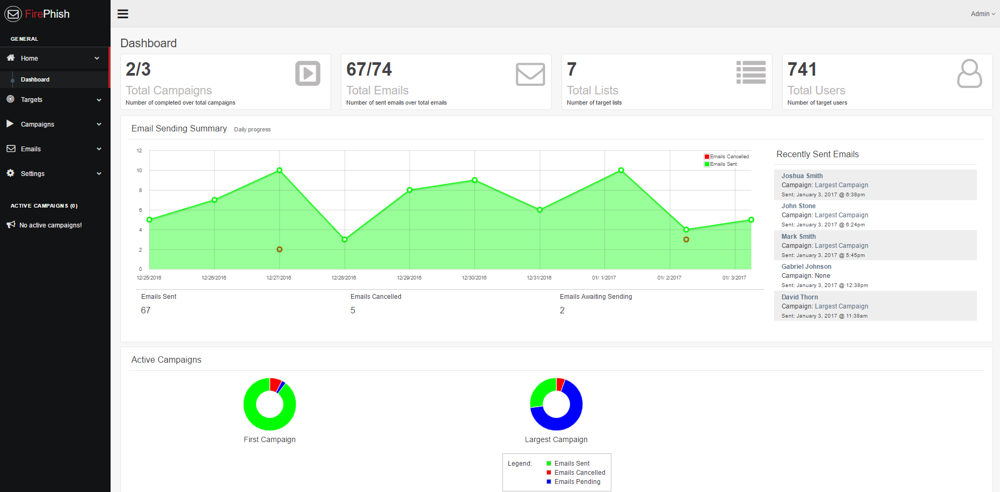 FirePhish
Admin
GENERAL
Home
Dashboard
Targets
Campaigns
Emails
Settings
ACTIVE CAMPAIGNS (0)
No active campaigns!
Dashboard
2/3
Total Campaigns
Number of completed over total campaigns
67/74
Total Emails
Number of sent emails over total emails
7
Total Lists
Number of target lists
741
Total Users
Number of target users
Email Sending Summary Daily progress
12
10
8
6
4
2
0
Emails Cancelled
Emails Sent
12/25/2016 12/26/2016 12/27/2016 12/28/2016 12/29/2016 12/30/2016 12/31/2016 01/ 1/2017 01/ 2/2017 01/ 3/2017
Emails Sent
67
Emails Cancelled
5
Emails Awaiting Sending
2
Recently Sent Emails
Joshua Smith
Campaign: Largest Campaign
Sent: January 3, 2017 @ 6:38pm
John Stone
Campaign: Largest Campaign
Sent: January 3, 2017 @ 6:24pm
Mark Smith
Campaign: Largest Campaign
Sent: January 3, 2017 @ 5:45pm
Gabriel Johnson
Campaign: None
Sent: January 3, 2017 @ 12:38pm
David Thorn
Campaign: Largest Campaign
Sent: January 3, 2017 @ 11:38am
Active Campaigns
First Campaign
Largest Campaign
Legend:
Emails Sent
Emails Cancelled
Emails Pending